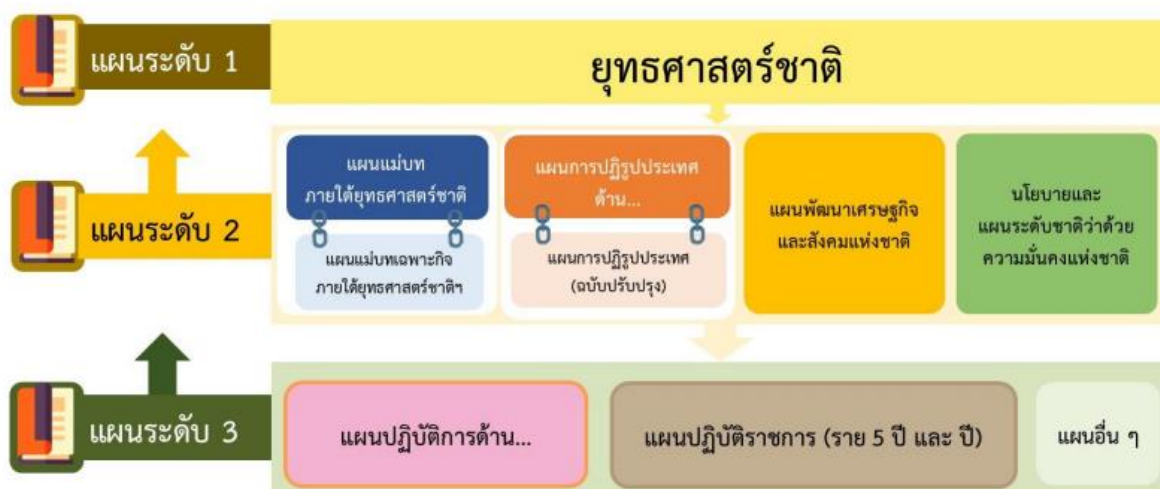 แผนระดับ 1
ยุทธศาสตร์ชาติ
แผนระดับ 2
แผนแม่บท
ภายใต้ยุทธศาสตร์ชาติ
แผนแม่บทเฉพาะกิจ
ภายใต้ยุทธศาสตร์ชาติฯ
แผนการปฏิรูปประเทศ
ด้าน...
แผนการปฏิรูปประเทศ
(ฉบับปรับปรุง)
แผนพัฒนาเศรษฐกิจ
และสังคมแห่งชาติ
นโยบายและ
แผนระดับชาติว่าด้วย
ความมั่นคงแห่งชาติ
แผนระดับ 3
แผนปฏิบัติการด้าน...
แผนปฏิบัติราชการ (ราย 5 ปี และ ปี)
แผนอื่น ๆ